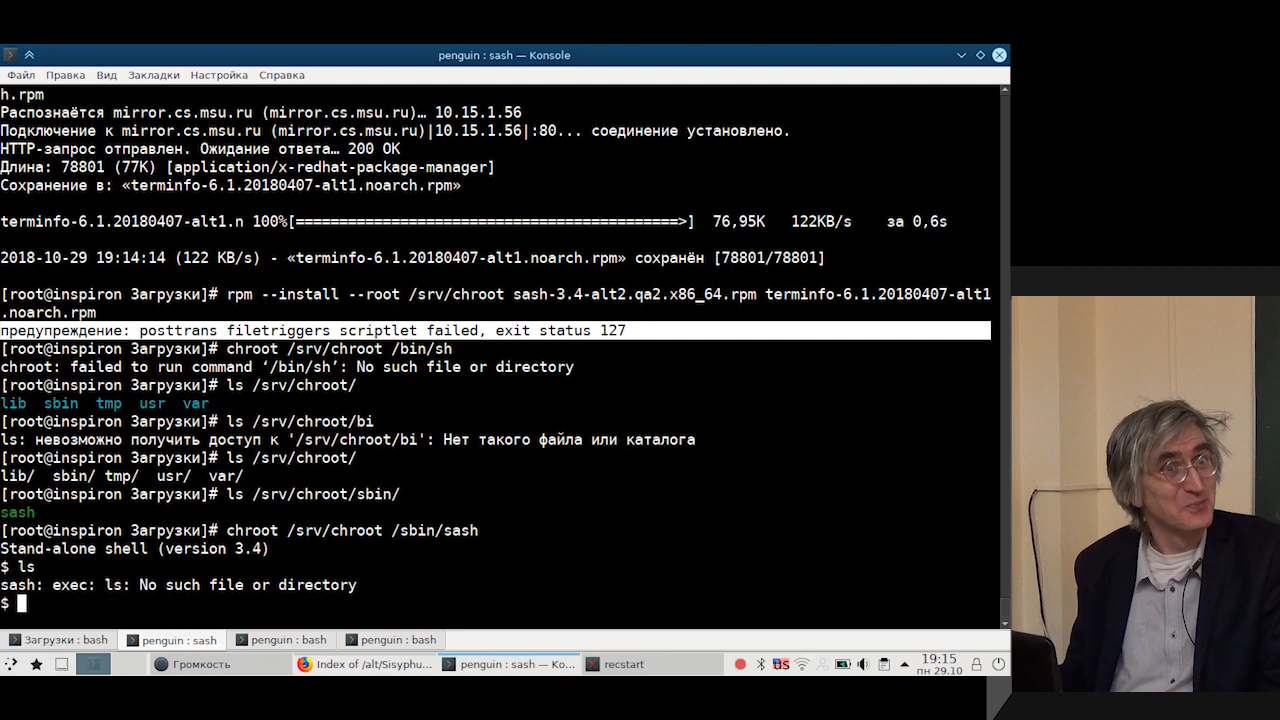 penguin : sash — Konsole
Файл Правка Вид Закладки Настройка Справка
h.rpm
Распознаётся mirror.cs.msu.ru (mirror.cs.msu.ru)… 10.15.1.56
Подключение к mirror.cs.msu.ru (mirror.cs.msu.ru)|10.15.1.56|:80... соединение установлено.
HTTP-запрос отправлен. Ожидание ответа… 200 OK
Длина: 78801 (77K) [application/x-redhat-package-manager]
Сохранение в: «terminfo-6.1.20180407-alt1.noarch.rpm»
terminfo-6.1.20180407-alt1.n 100%[============================================>] 76,95K 122KB/s за 0,6s
2018-10-29 19:14:14 (122 KB/s) - «terminfo-6.1.20180407-alt1.noarch.rpm» сохранён [78801/78801]
[root@inspiron Загрузки]# rpm --install --root /srv/chroot sash-3.4-alt2.qa2.x86_64.rpm terminfo-6.1.20180407-alt1
.noarch.rpm
предупреждение: posttrans filetriggers scriptlet failed, exit status 127
[root@inspiron Загрузки]# chroot /srv/chroot /bin/sh
chroot: failed to run command ‘/bin/sh’: No such file or directory
[root@inspiron Загрузки]# ls /srv/chroot/
lib sbin tmp usr var
[root@inspiron Загрузки]# ls /srv/chroot/bi
ls: невозможно получить доступ к '/srv/chroot/bi': Нет такого файла или каталога
[root@inspiron Загрузки]# ls /srv/chroot/
lib/ sbin/ tmp/ usr/ var/
[root@inspiron Загрузки]# ls /srv/chroot/sbin/
sash
[root@inspiron Загрузки]# chroot /srv/chroot /sbin/sash
Stand-alone shell (version 3.4)
$ ls
sash: exec: ls: No such file or directory
$
Загрузки : bash penguin : sash penguin : bash penguin : bash
Громкость Index of /alt/Sisyphu... penguin : sash — Ko... recstart us 19:15
пн 29.10